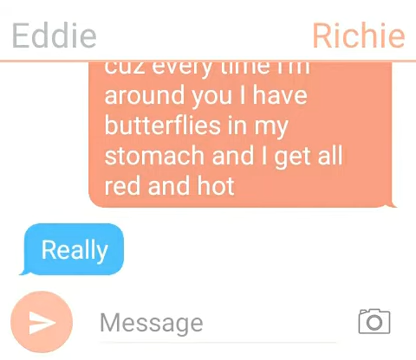 Eddie Richie
cuz every time I'm
around you I have
butterflies in my
stomach and I get all
red and hot
Really
Message